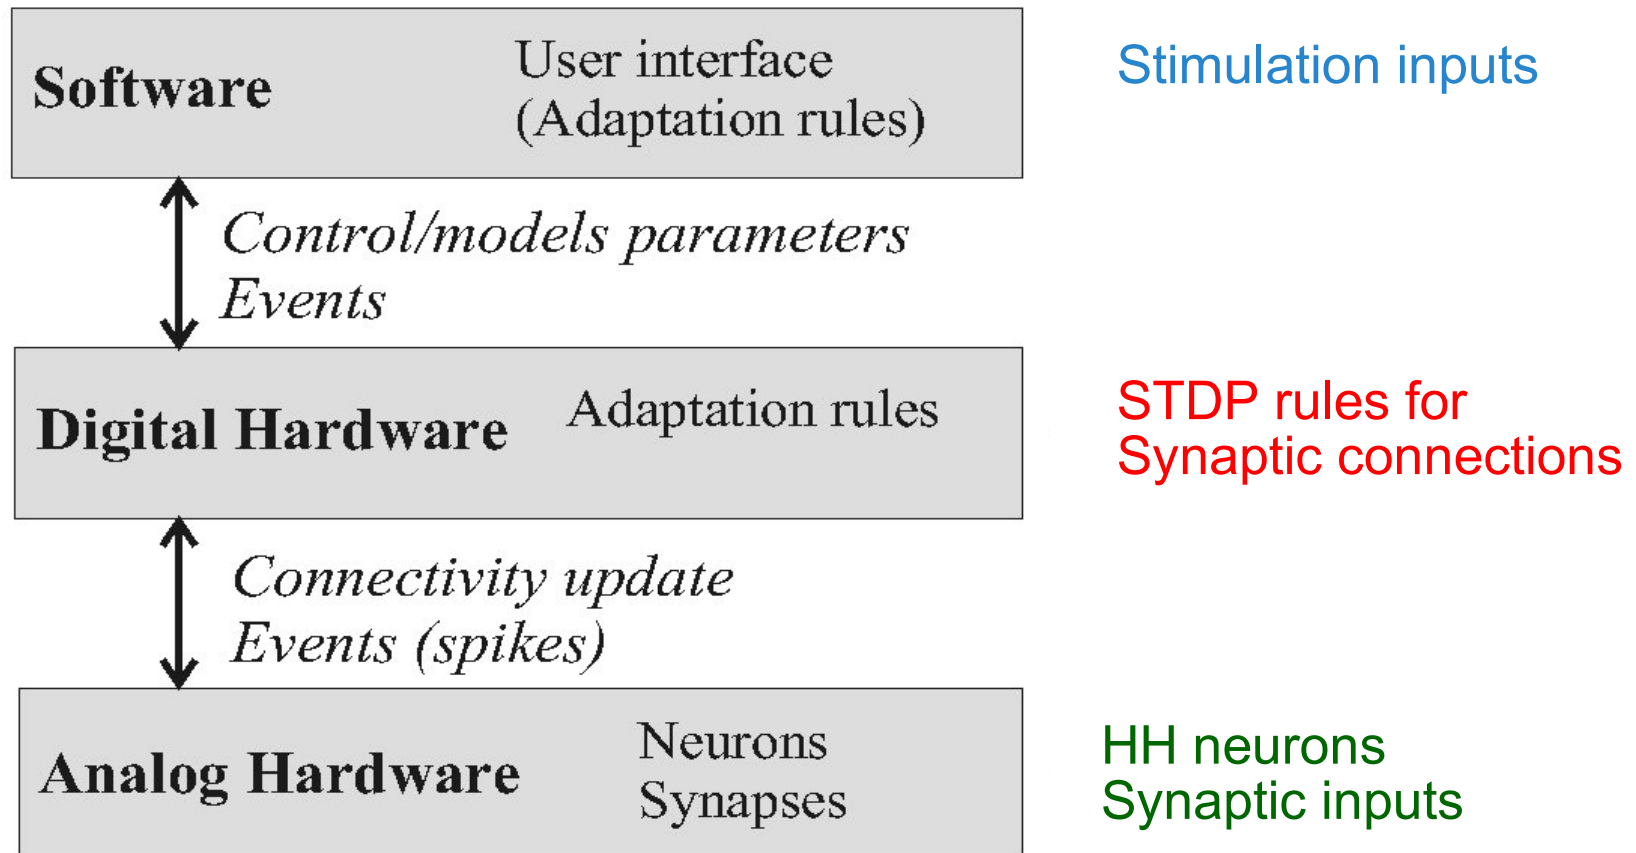 Software
User interface
(Adaptation rules)
Stimulation inputs
Control/models parameters
Events
Digital Hardware
Adaptation rules
STDP rules for
Synaptic connections
Connectivity update
Events (spikes)
Analog Hardware
Neurons
Synapses
HH neurons
Synaptic inputs